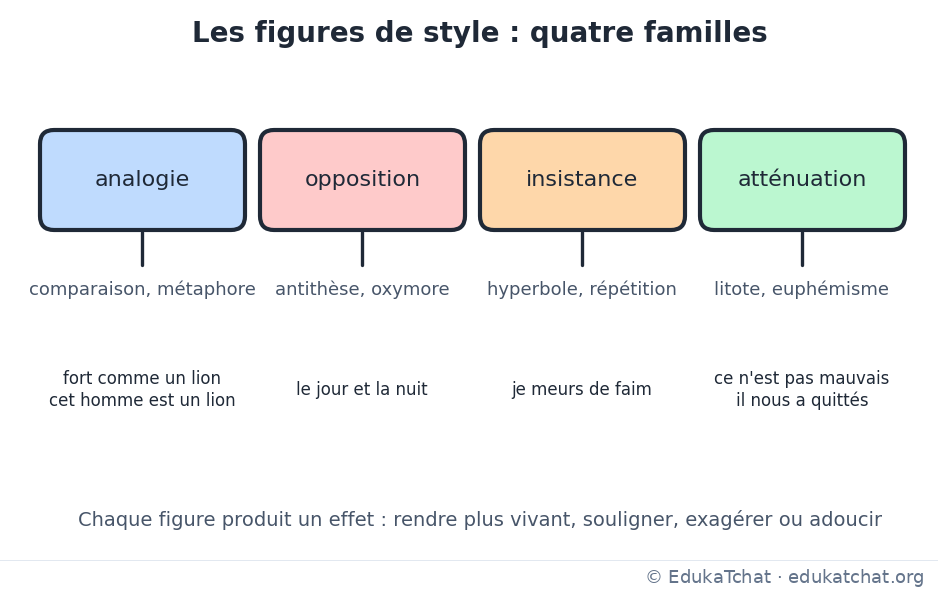 Les figures de style : quatre familles
analogie
opposition
insistance
atténuation
comparaison, métaphore
antithèse, oxymore
hyperbole, répétition
litote, euphémisme
fort comme un lion
cet homme est un lion
le jour et la nuit
je meurs de faim
ce n'est pas mauvais
il nous a quittés
Chaque figure produit un effet : rendre plus vivant, souligner, exagérer ou adoucir
© EdukaTchat · edukatchat.org